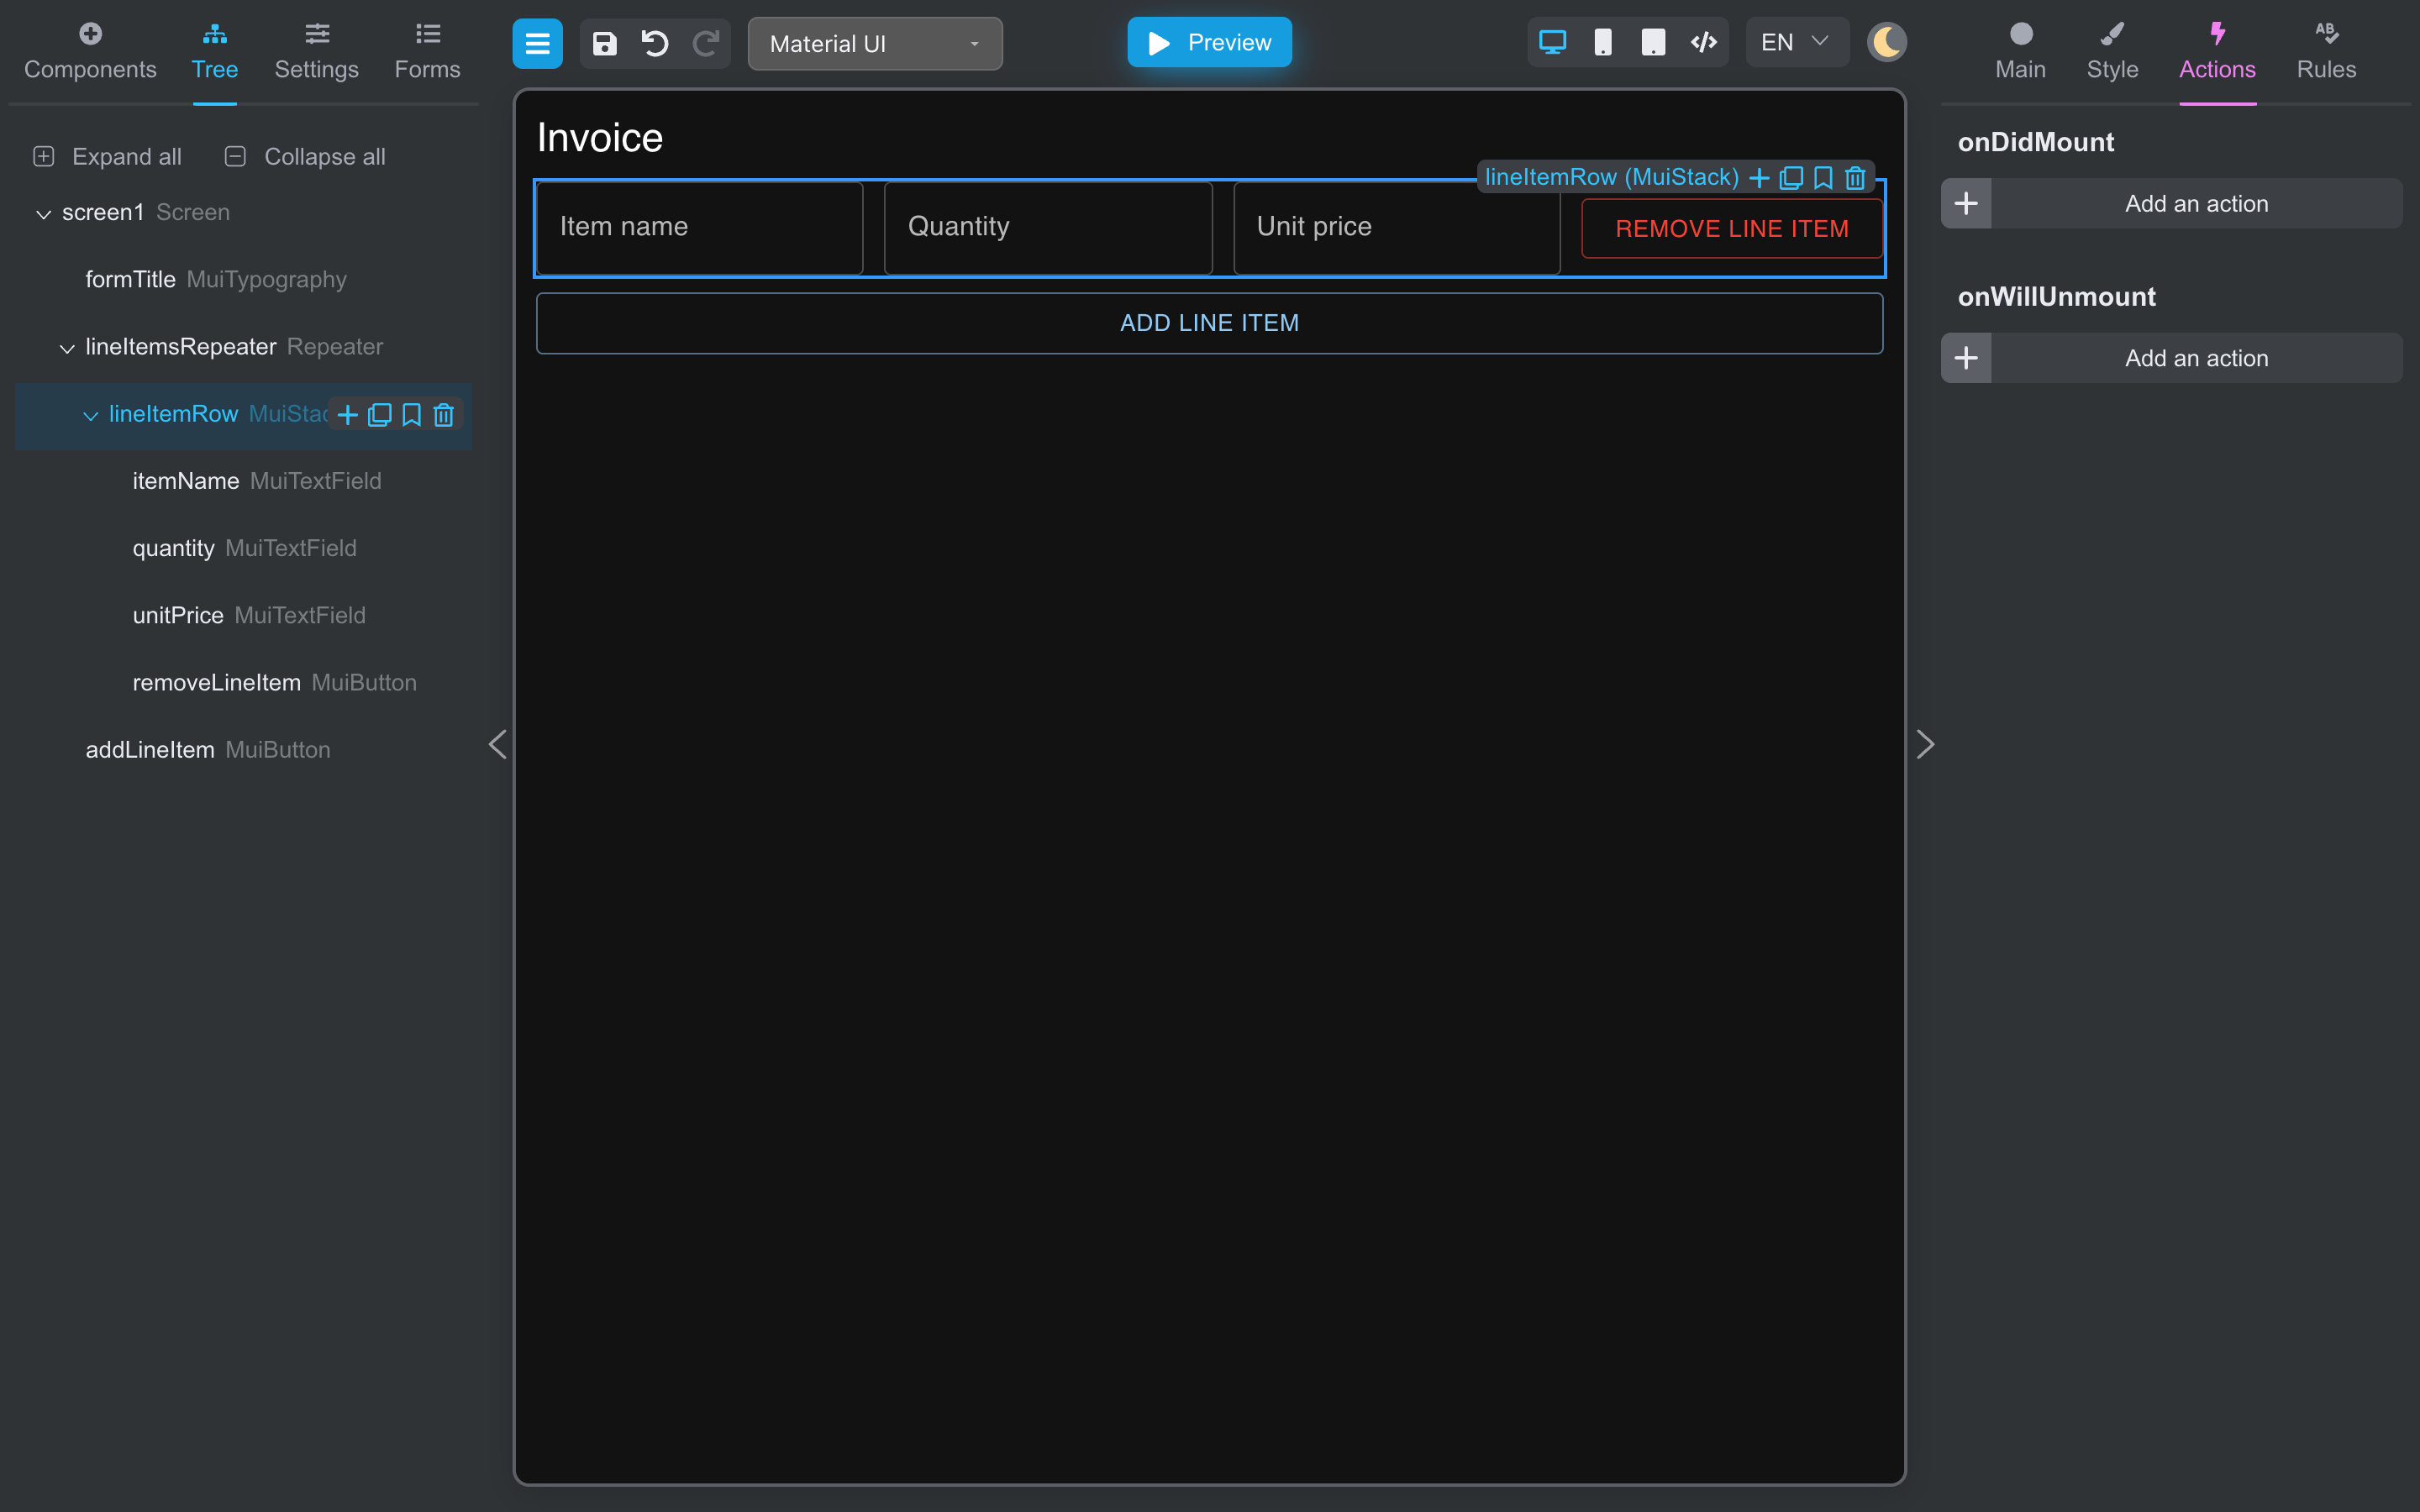 Components
Tree
Settings
Forms
Material UI
Preview
EN
Main
Style
Actions
AB
Rules
Expand all
Collapse all
screen1 Screen
formTitle MuiTypography
lineItemsRepeater Repeater
lineItemRow MuiStac
itemName MuiTextField
quantity MuiTextField
unitPrice MuiTextField
removeLineItem MuiButton
addLineItem MuiButton
Invoice
lineItemRow (MuiStack)
Item name
Quantity
Unit price
REMOVE LINE ITEM
ADD LINE ITEM
onDidMount
Add an action
onWillUnmount
Add an action